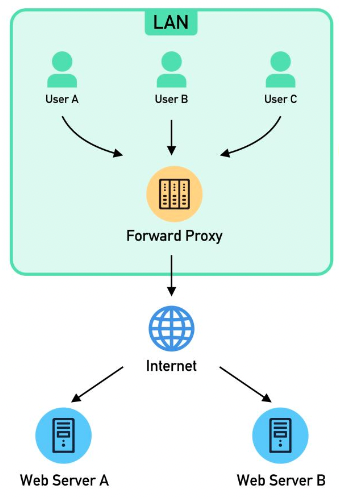 LAN
User A
User B
User C
Forward Proxy
Internet
Web Server A
Web Server B